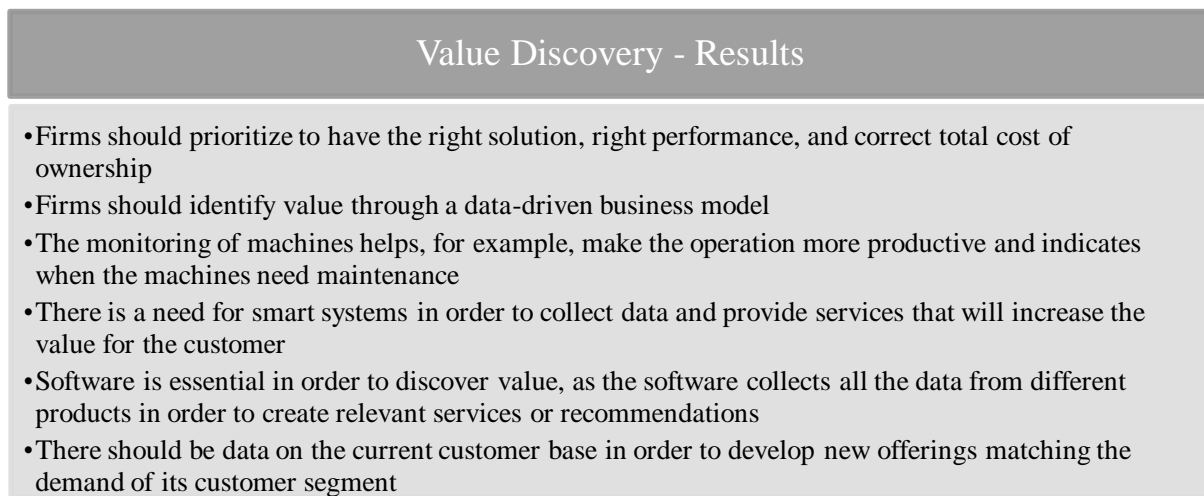 Value Discovery - Results
•Firms should prioritize to have the right solution, right performance, and correct total cost of
ownership
•Firms should identify value through a data-driven business model
•The monitoring of machines helps, for example, make the operation more productive and indicates
when the machines need maintenance
•There is a need for smart systems in order to collect data and provide services that will increase the
value for the customer
•Software is essential in order to discover value, as the software collects all the data from different
products in order to create relevant services or recommendations
•There should be data on the current customer base in order to develop new offerings matching the
demand of its customer segment